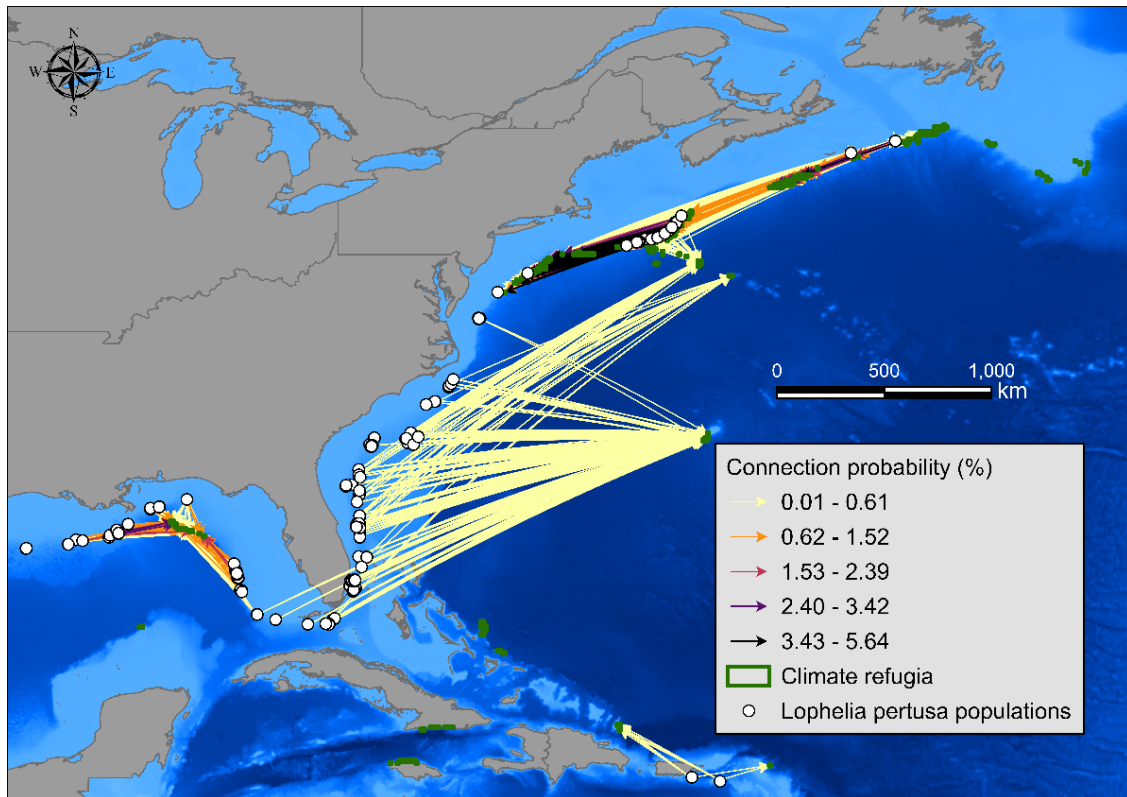 N
W E
S
0 500 1,000
km
Connection probability (%)
0.01 - 0.61
0.62 - 1.52
1.53 - 2.39
2.40 - 3.42
3.43 - 5.64
Climate refugia
Lophelia pertusa populations